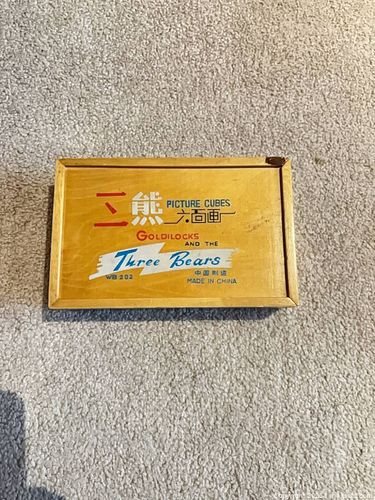 三熊 PICTURE CUBES
六面画
GOLDILOCKS
AND THE
Three Bears
WB 202
中国制造
MADE IN CHINA